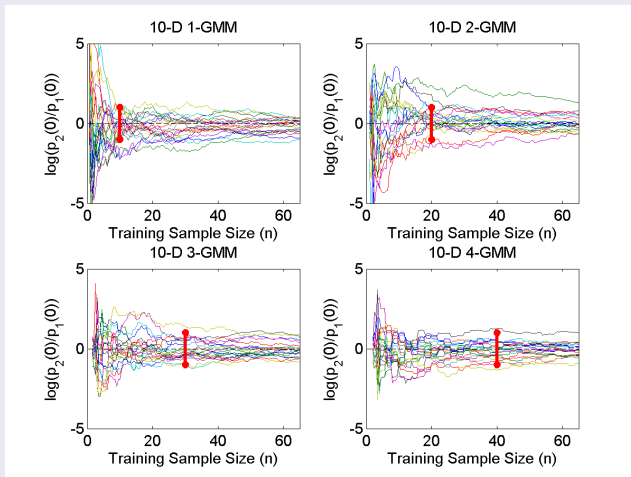 10-D 1-GMM
5
0
-5
log(p2(0)/p1(0))
0 20 40 60
Training Sample Size (n)
10-D 2-GMM
5
0
-5
log(p2(0)/p1(0))
0 20 40 60
Training Sample Size (n)
10-D 3-GMM
5
0
-5
log(p2(0)/p1(0))
0 20 40 60
Training Sample Size (n)
10-D 4-GMM
5
0
-5
log(p2(0)/p1(0))
0 20 40 60
Training Sample Size (n)